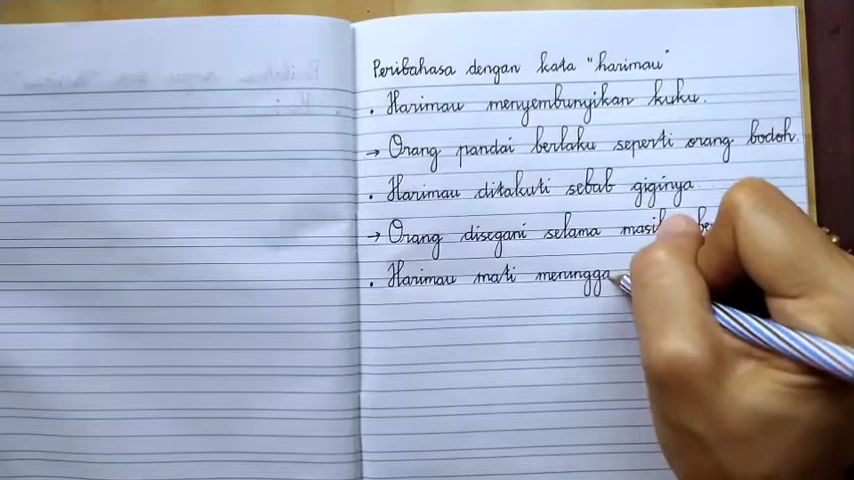 Peribahasa dengan kata "harimau"
• Harimau menyembunyikan kuku.
→ Orang pandai berlaku seperti orang bodoh.
• Harimau ditakuti sebab giginya
→ Orang disegani selama masih
• Harimau mati meningga